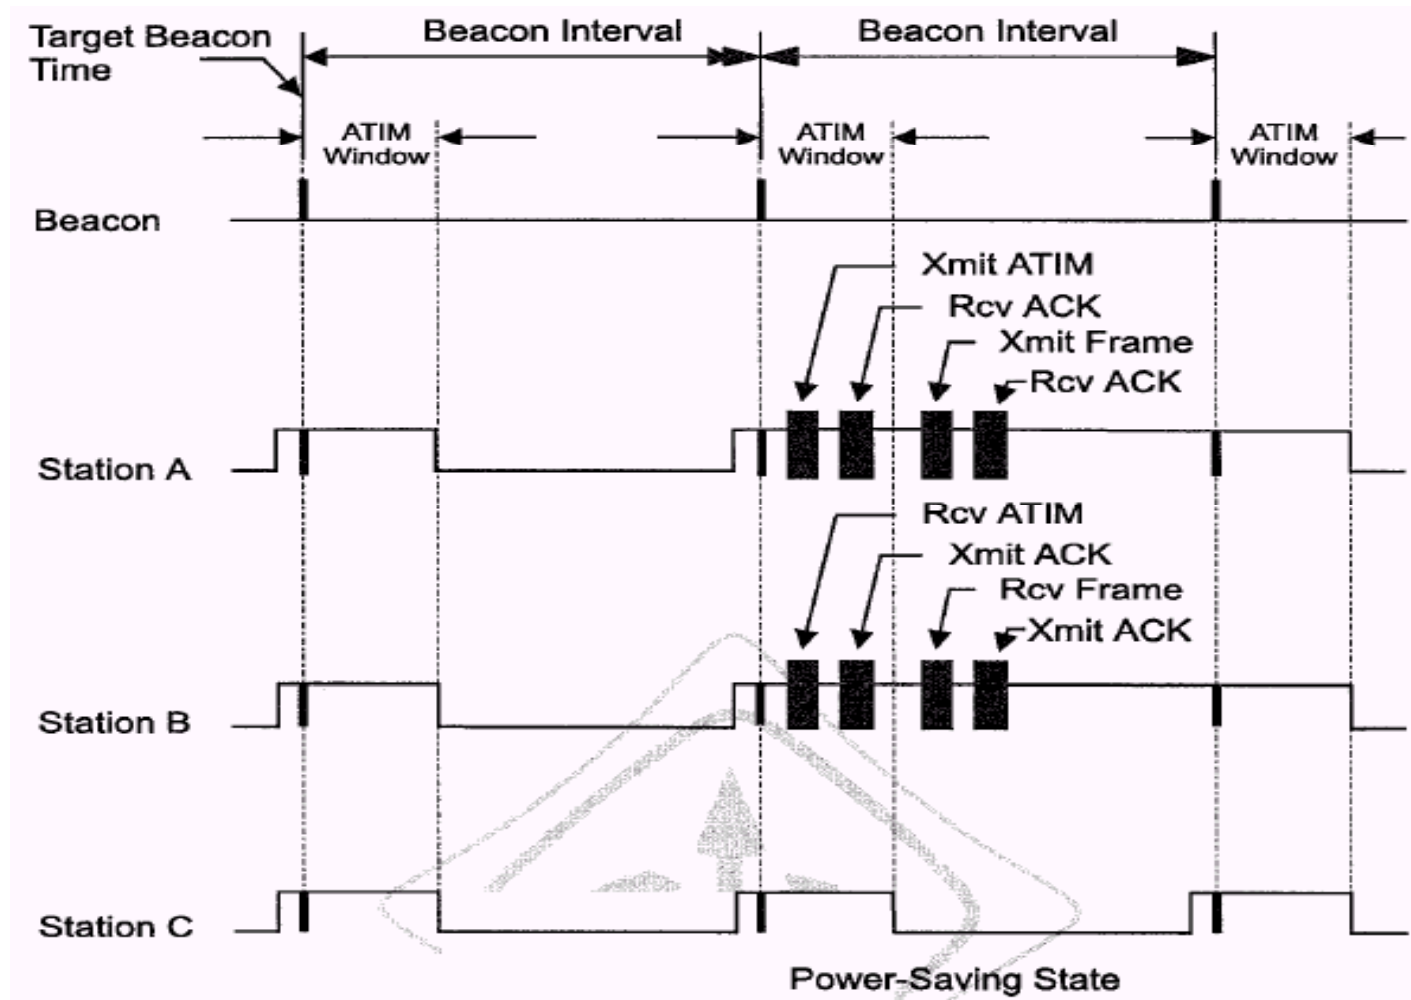 Target Beacon
Time
Beacon Interval
Beacon Interval
ATIM
Window
ATIM
Window
ATIM
Window
Beacon
Xmit ATIM
Rcv ACK
Xmit Frame
Rcv ACK
Station A
Rcv ATIM
Xmit ACK
Rcv Frame
Xmit ACK
Station B
Station C
Power-Saving State